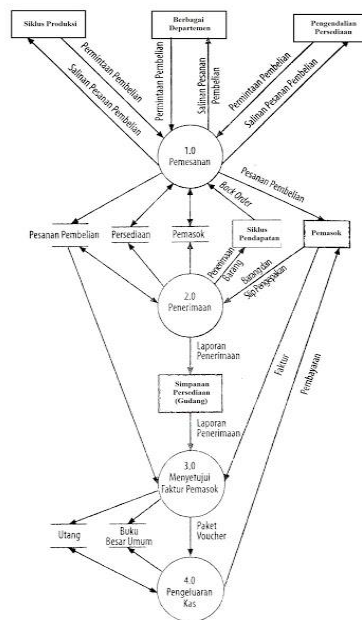 Siklus Produksi
Berbagai
Departemen
Pengendalian
Persediaan
Permintaan Pembelian
Salinan Pesanan Pembelian
Permintaan Pembelian
Salinan Pesanan
Pembelian
Permintaan Pembelian
Salinan Pesanan Pembelian
1.0
Pemesanan
Back Order
Pesanan Pembelian
Pesanan Pembelian
Persediaan
Pemasok
Siklus
Pendapatan
Pemasok
Penerimaan
Barang
Barang dan
Slip Pengepakan
2.0
Penerimaan
Laporan
Penerimaan
Simpanan
Persediaan
(Gudang)
Faktur
Pembayaran
Laporan
Penerimaan
3.0
Menyetujui
Faktur Pemasok
Utang
Buku
Besar Umum
Paket
Voucher
4.0
Pengeluaran
Kas